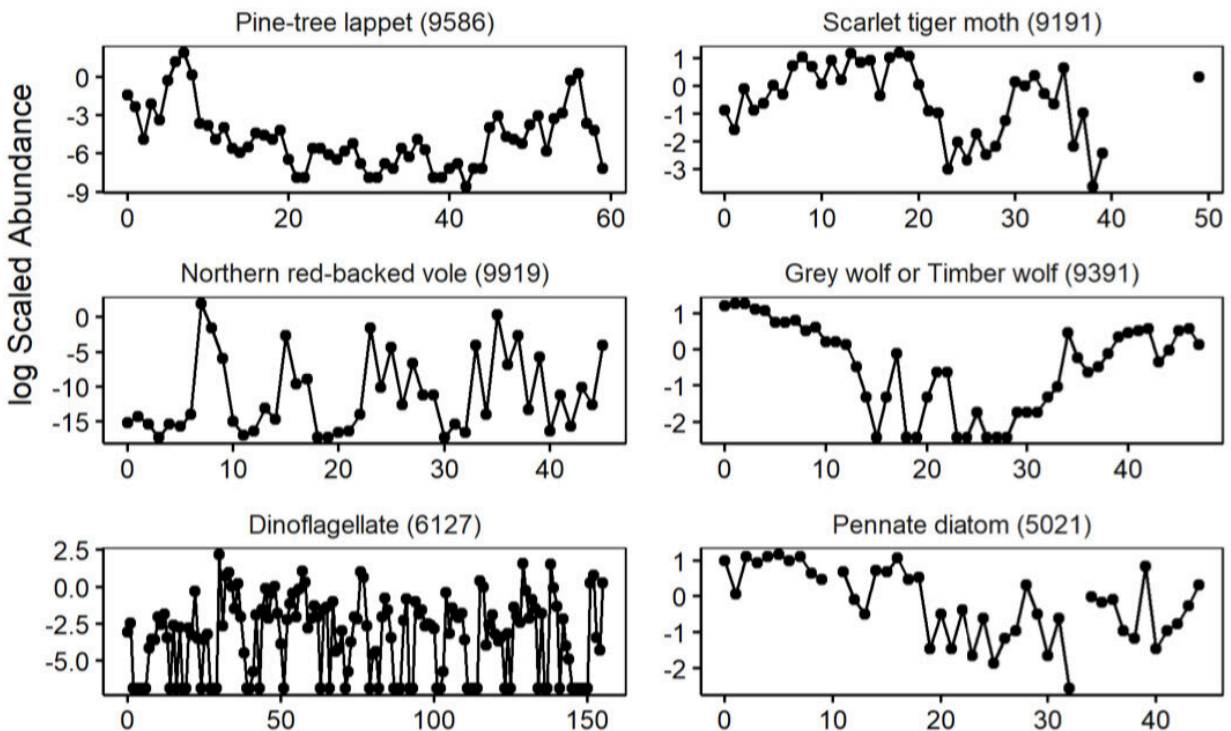 log Scaled Abundance
Pine-tree lappet (9586)
0
-3
-6
-9
0 20 40 60
Scarlet tiger moth (9191)
1
0
-1
-2
-3
0 10 20 30 40 50
Northern red-backed vole (9919)
0
-5
-10
-15
0 10 20 30 40
Grey wolf or Timber wolf (9391)
1
0
-1
-2
0 10 20 30 40
Dinoflagellate (6127)
2.5
0.0
-2.5
-5.0
0 50 100 150
Pennate diatom (5021)
1
0
-1
-2
0 10 20 30 40